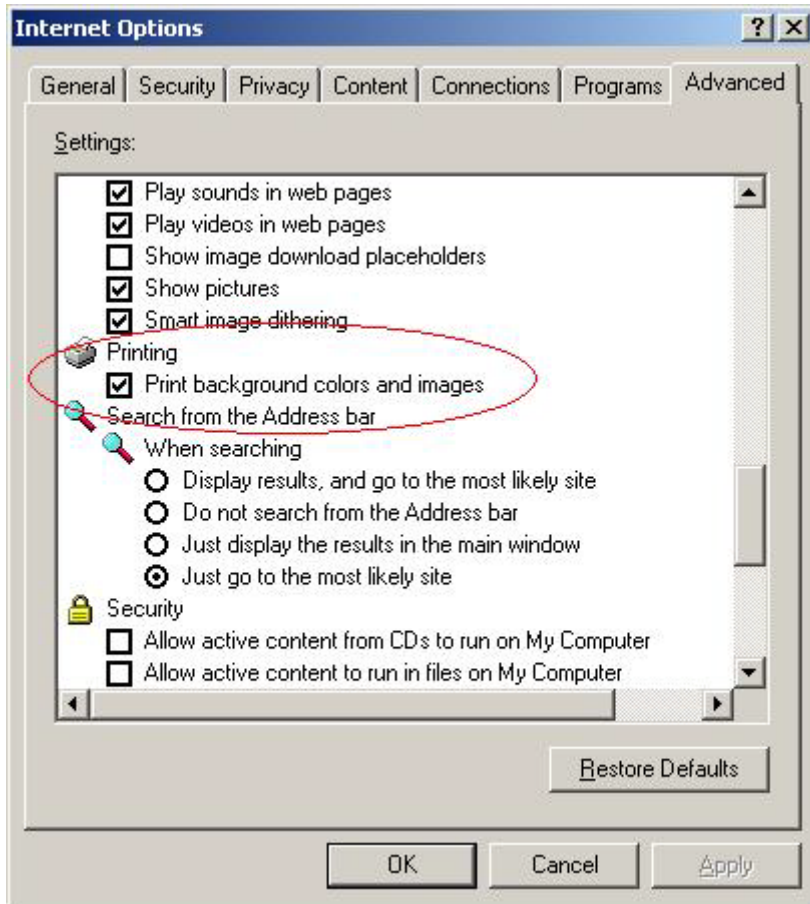 Internet Options
General Security Privacy Content Connections Programs Advanced
Settings:
Play sounds in web pages
Play videos in web pages
Show image download placeholders
Show pictures
Smart image dithering
Printing
Print background colors and images
Search from the Address bar
When searching
Display results, and go to the most likely site
Do not search from the Address bar
Just display the results in the main window
Just go to the most likely site
Security
Allow active content from CDs to run on My Computer
Allow active content to run in files on My Computer
Restore Defaults
OK Cancel Apply